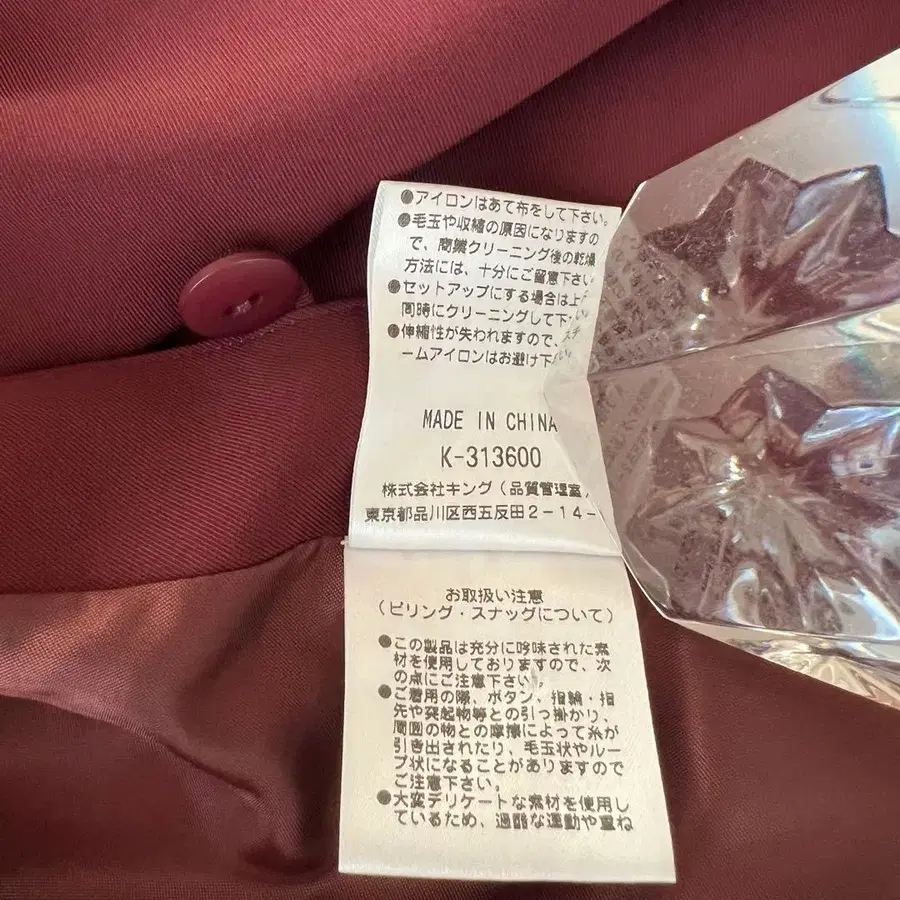 ●アイロンはあて布をして下さい。
●毛玉や収縮の原因になりますの
で、商業クリーニング後の乾燥
方法には、十分にご留意下さい
●セットアップにする場合は上
同時にクリーニングして下さい。
●伸縮性が失われますので、スチ
ームアイロンはお避け下さい。
MADE IN CHINA
K-313600
株式会社キング(品質管理室)
東京都品川区西五反田2-14-
お取扱い注意
(ピリング・スナッグについて)
●この製品は充分に吟味された素
材を使用しておりますので、次
の点にご注意下さい。
●ご着用の際、ボタン、指輪・指
先や突起物等との引っ掛かり、
周囲の物との摩擦によって糸が
引き出されたり、毛玉状やルー
プ状になることがありますので
ご注意下さい。
●大変デリケートな素材を使用し
ているため、過酷な運動や重ね